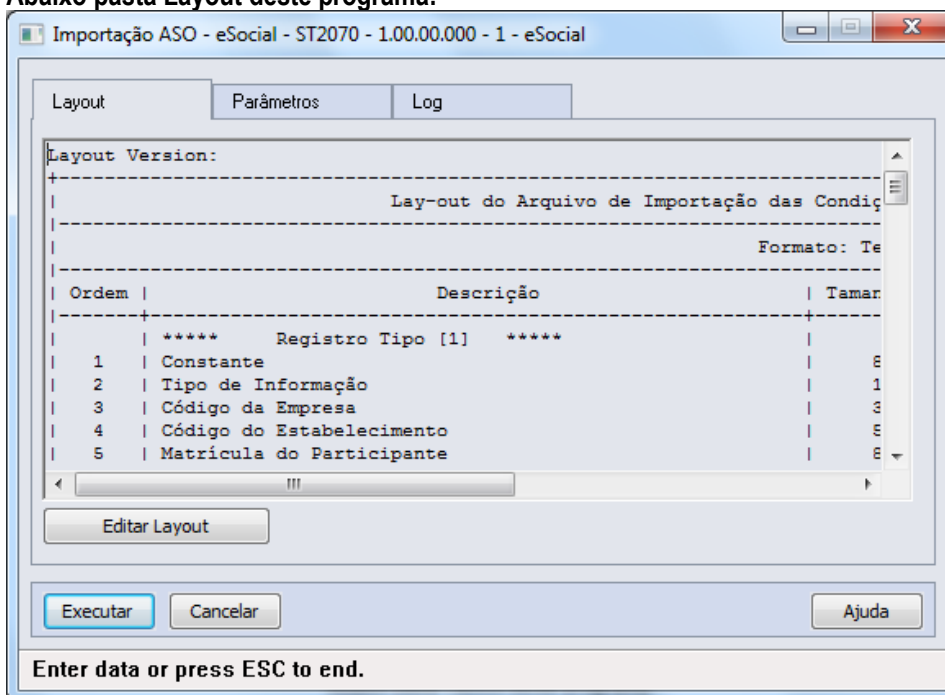 Abaixo pasta Layout deste programa.
Importação ASO - eSocial - ST2070 - 1.00.00.000 - 1 - eSocial
Layout Parâmetros Log
Layout Version:
Lay-out do Arquivo de Importação das
Formato:
Ordem | Descrição |
| ***** Registro Tipo [1] ***** |
1 | Constante |
2 | Tipo de Informação | 1
3 | Código da Empresa | 3
4 | Código do Estabelecimento |
5 | Matrícula do Participante |
Editar Layout
Executar Cancelar Ajuda
Enter data or press ESC to end.